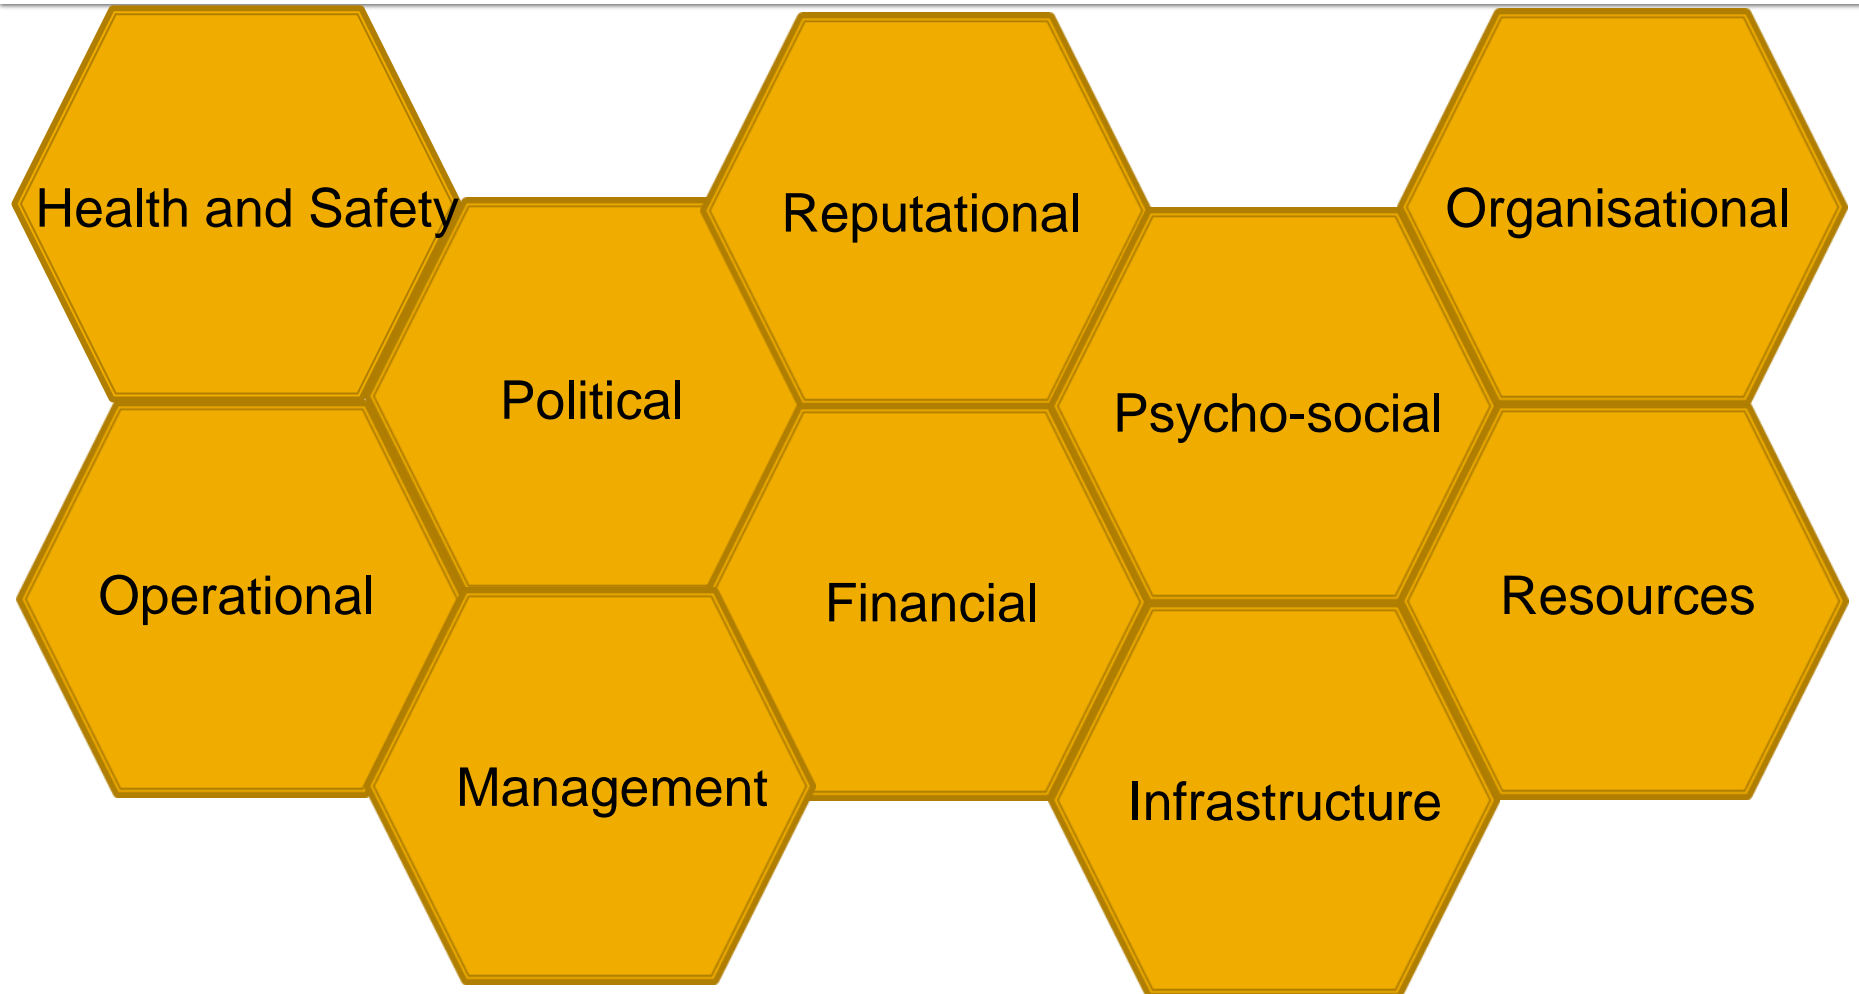 Health and Safety
Reputational
Organisational
Political
Psycho-social
Operational
Financial
Resources
Management
Infrastructure